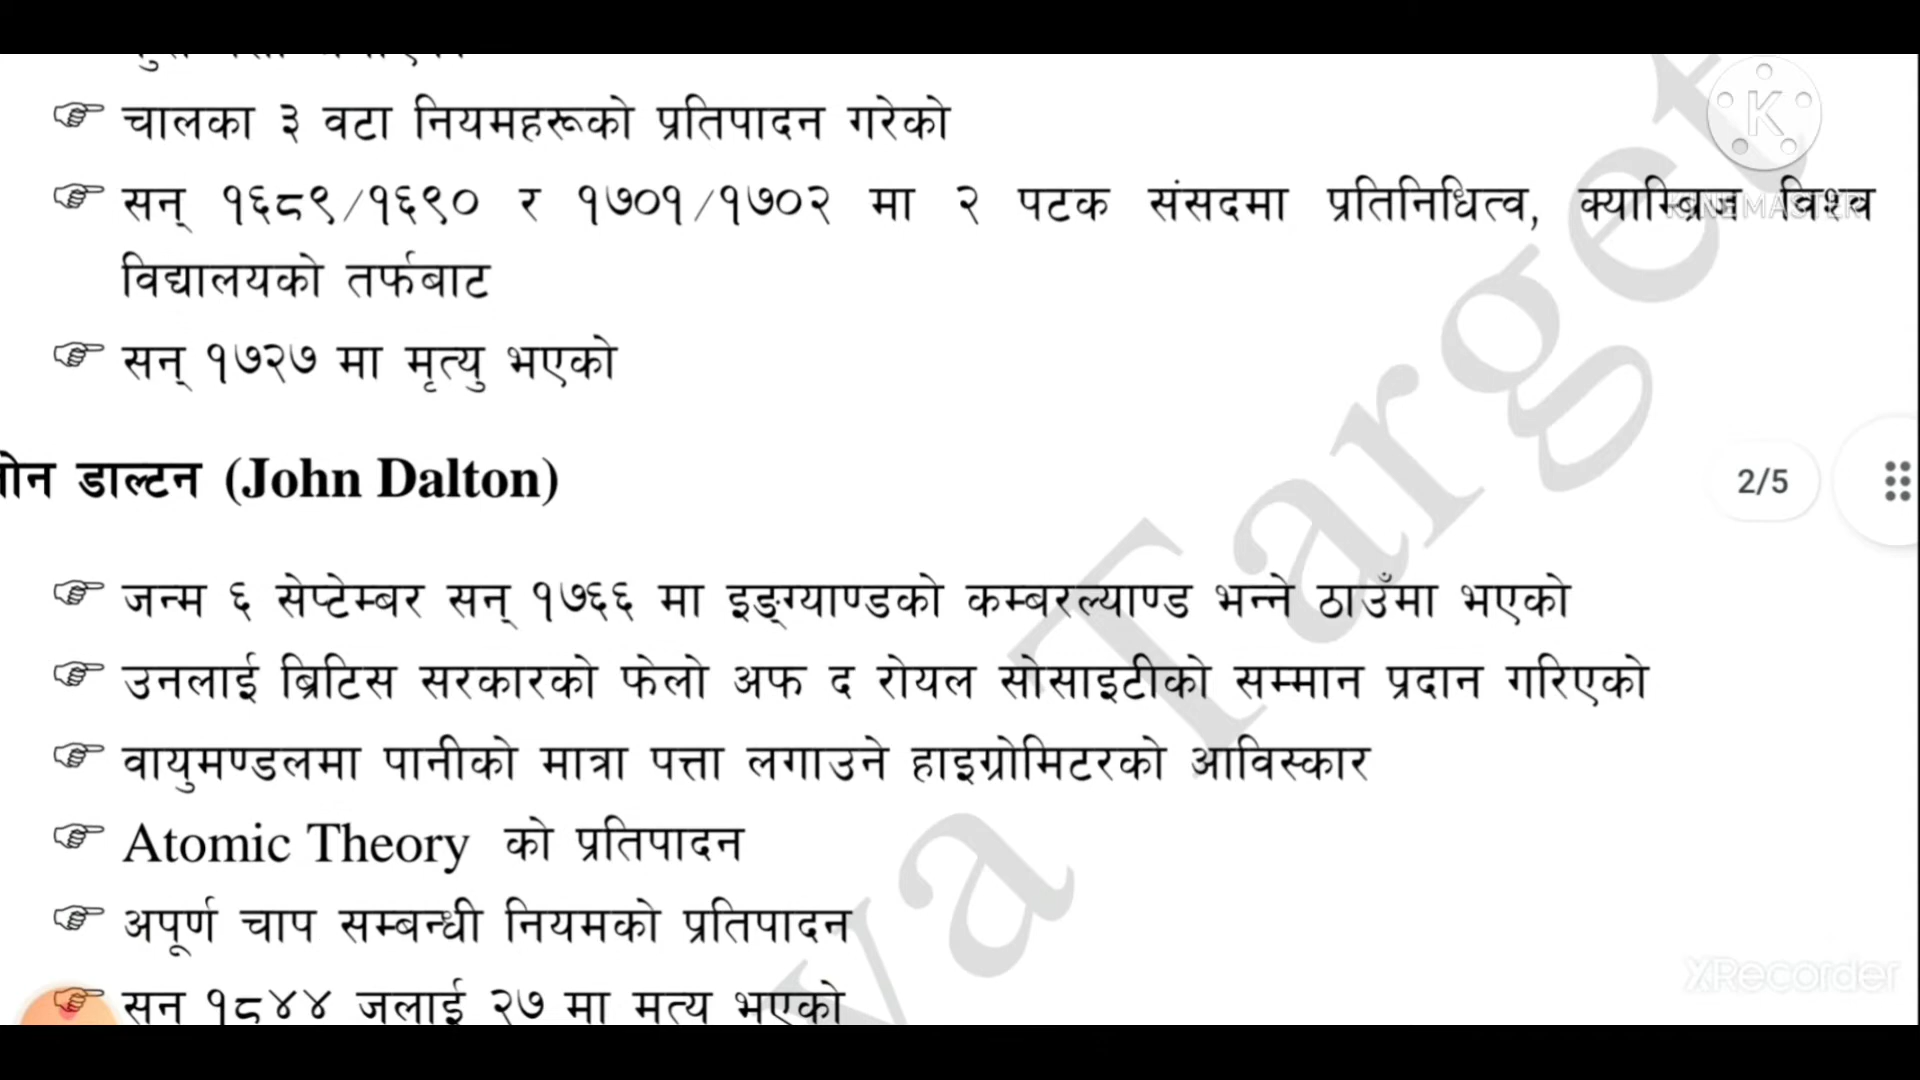 चालका ३ वटा नियमहरूको प्रतिपादन गरेको
सन् १६८९/१६९० र १७०१/१७०२ मा २ पटक संसदमा प्रतिनिधित्व, क्याम्ब्रिज विश्व
विद्यालयको तर्फबाट
सन् १७२७ मा मृत्यु भएको
डाल्टन (John Dalton)
2/5
जन्म ६ सेप्टेम्बर सन् १७६६ मा इङ्ग्याण्डको कम्बरल्याण्ड भन्ने ठाउँमा भएको
उनलाई ब्रिटिस सरकारको फेलो अफ द रोयल सोसाइटीको सम्मान प्रदान गरिएको
वायुमण्डलमा पानीको मात्रा पत्ता लगाउने हाइग्रोमिटरको आविस्कार
Atomic Theory को प्रतिपादन
अपूर्ण चाप सम्बन्धी नियमको प्रतिपादन
सन् १८४४ जुलाई २७ मा मृत्यु भएको
Target
K
KINEMASTER
XRecorder